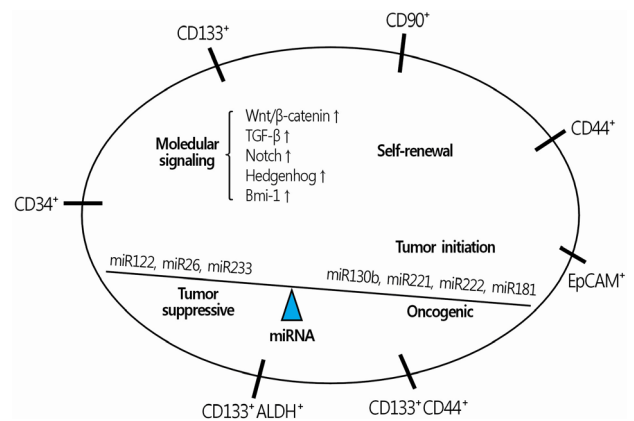 CD90⁺
CD133⁺
CD44⁺
Wnt/β-catenin ↑
TGF-β ↑
Notch ↑
Hedgenhog ↑
Bmi-1 ↑
Moledular
signaling
Self-renewal
CD34⁺
Tumor initiation
miR122, miR26, miR233
miR130b, miR221, miR222, miR181
EpCAM⁺
Tumor
suppressive
Oncogenic
miRNA
CD133⁺ALDH⁺
CD133⁺CD44⁺